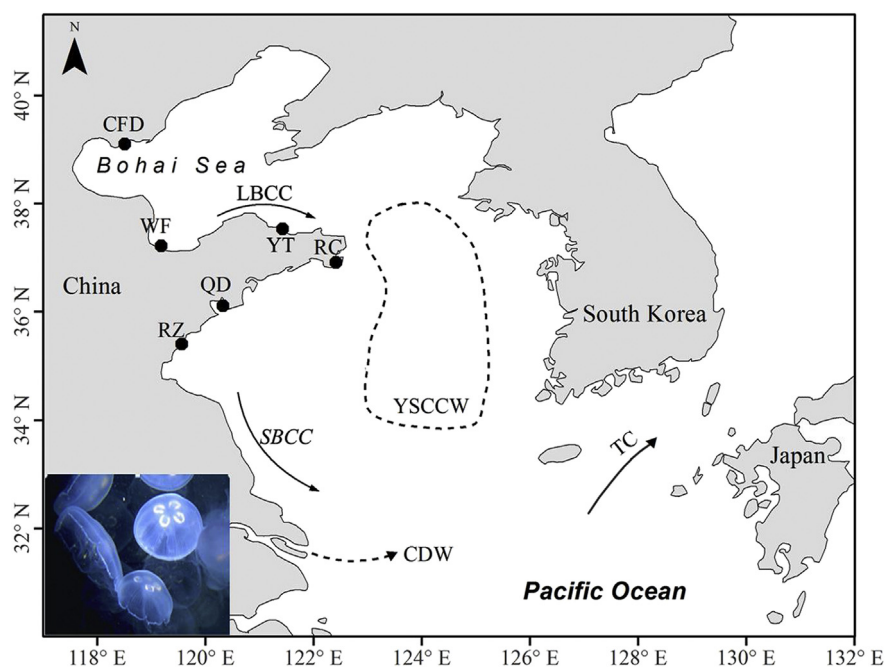 N
40° N
38° N
36° N
34° N
32° N
CFD
Bohai Sea
LBCC
WF
YT
RC
China
QD
RZ
South Korea
YSCCW
SBCC
TC
Japan
CDW
Pacific Ocean
118° E 120° E 122° E 124° E 126° E 128° E 130° E 132° E